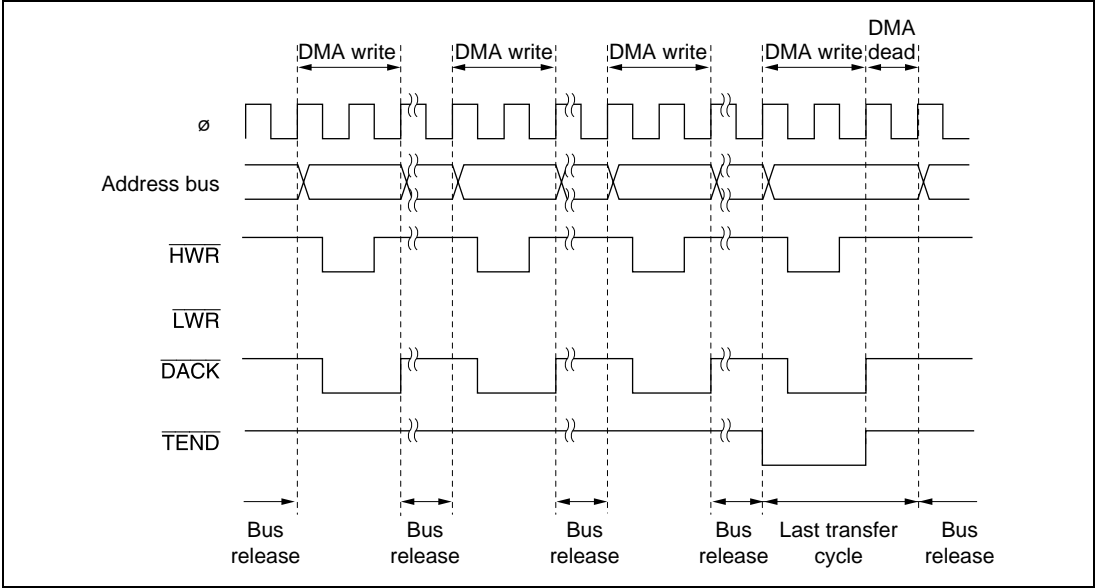 DMA
DMA write DMA write DMA write DMA write dead
ø
Address bus
HWR
LWR
DACK
TEND
Bus release
Bus release
Bus release
Bus release
Last transfer cycle
Bus release